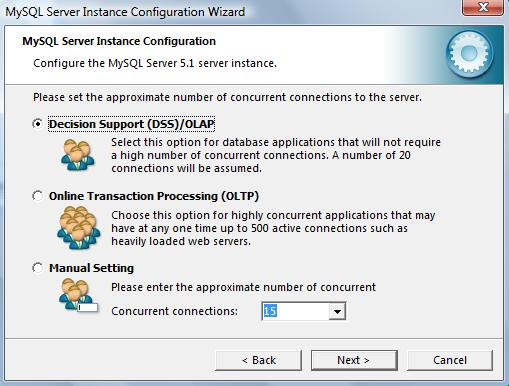 MySQL Server Instance Configuration Wizard
MySQL Server Instance Configuration
Configure the MySQL Server 5.1 server instance.
Please set the approximate number of concurrent connections to the server.
Decision Support (DSS)/OLAP
Select this option for database applications that will not require
a high number of concurrent connections. A number of 20
connections will be assumed.
Online Transaction Processing (OLTP)
Choose this option for highly concurrent applications that may
have at any one time up to 500 active connections such as
heavily loaded web servers.
Manual Setting
Please enter the approximate number of concurrent
Concurrent connections: 15
< Back Next > Cancel